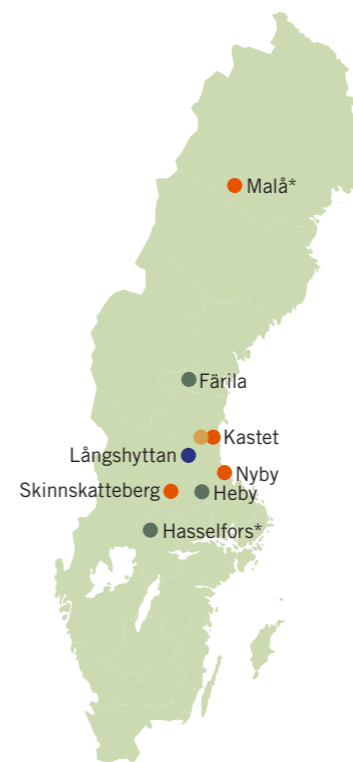 Malå*
Färila
Kastet
Långshyttan
Nyby
Skinnskatteberg
Heby
Hasselfors*